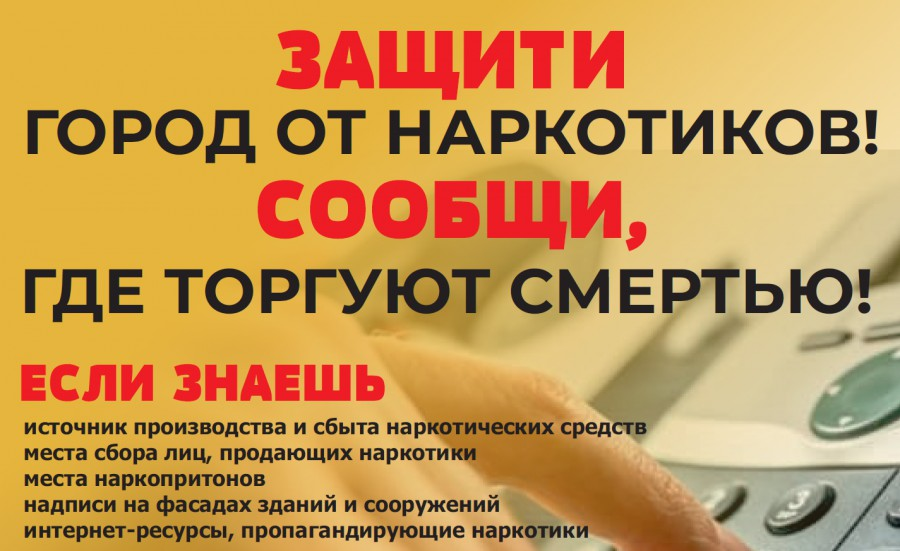 ЗАЩИТИ
ГОРОД ОТ НАРКОТИКОВ!
СООБЩИ,
ГДЕ ТОРГУЮТ СМЕРТЬЮ!
ЕСЛИ ЗНАЕШЬ
источник производства и сбыта наркотических средств
места сбора лиц, продающих наркотики
места наркопритонов
надписи на фасадах зданий и сооружений
интернет-ресурсы, пропагандирующие наркотики